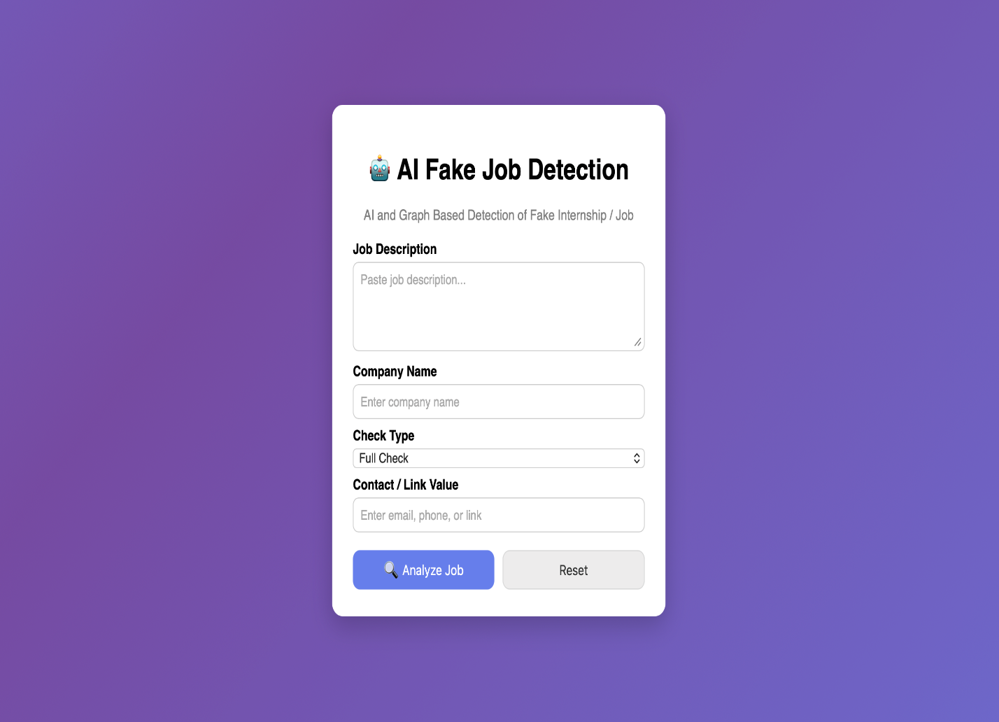 🤖 AI Fake Job Detection
AI and Graph Based Detection of Fake Internship / Job
Job Description
Paste job description...
Company Name
Enter company name
Check Type
Full Check
Contact / Link Value
Enter email, phone, or link
🔍 Analyze Job
Reset